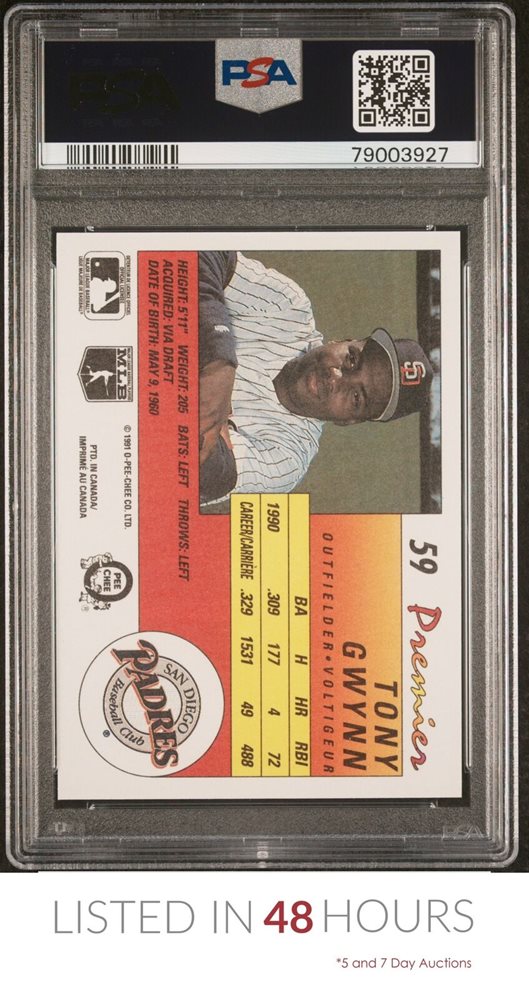 PSA
PSA
79003927
59 Premier
TONY
GWYNN
OUTFIELDER • VOLTIGEUR
BA H HR RBI
1990 .309 177 4 72
CAREER/CARRIÈRE .329 1531 49 488
HEIGHT: 5'11" WEIGHT: 205 BATS: LEFT THROWS: LEFT
ACQUIRED: VIA DRAFT
DATE OF BIRTH: MAY 9, 1960
SD
SAN DIEGO
PADRES
Baseball Club
®
MLB
© 1991 O-PEE-CHEE CO. LTD.
PTD. IN CANADA/
IMPRIMÉ AU CANADA
PEE
CHEE
PSA
LISTED IN 48 HOURS
*5 and 7 Day Auctions